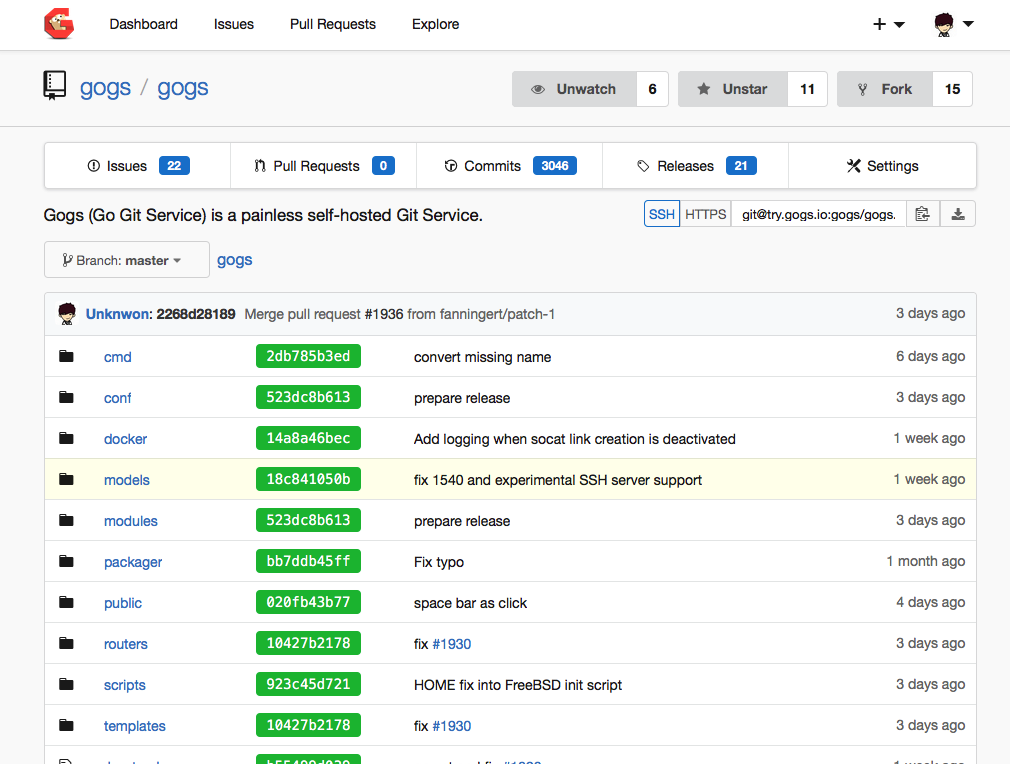 Dashboard Issues Pull Requests Explore
gogs / gogs Unwatch 6 Unstar 11 Fork 15
Issues 22 Pull Requests 0 Commits 3046 Releases 21 Settings
Gogs (Go Git Service) is a painless self-hosted Git Service. SSH HTTPS git@try.gogs.io:gogs/gogs.
Branch: master gogs
Unknwon: 2268d28189 Merge pull request #1936 from fanningert/patch-1 3 days ago
cmd 2db785b3ed convert missing name 6 days ago
conf 523dc8b613 prepare release 3 days ago
docker 14a8a46bec Add logging when socat link creation is deactivated 1 week ago
models 18c841050b fix 1540 and experimental SSH server support 1 week ago
modules 523dc8b613 prepare release 3 days ago
packager bb7ddb45ff Fix typo 1 month ago
public 020fb43b77 space bar as click 4 days ago
routers 10427b2178 fix #1930 3 days ago
scripts 923c45d721 HOME fix into FreeBSD init script 3 days ago
templates 10427b2178 fix #1930 3 days ago
1 week ago